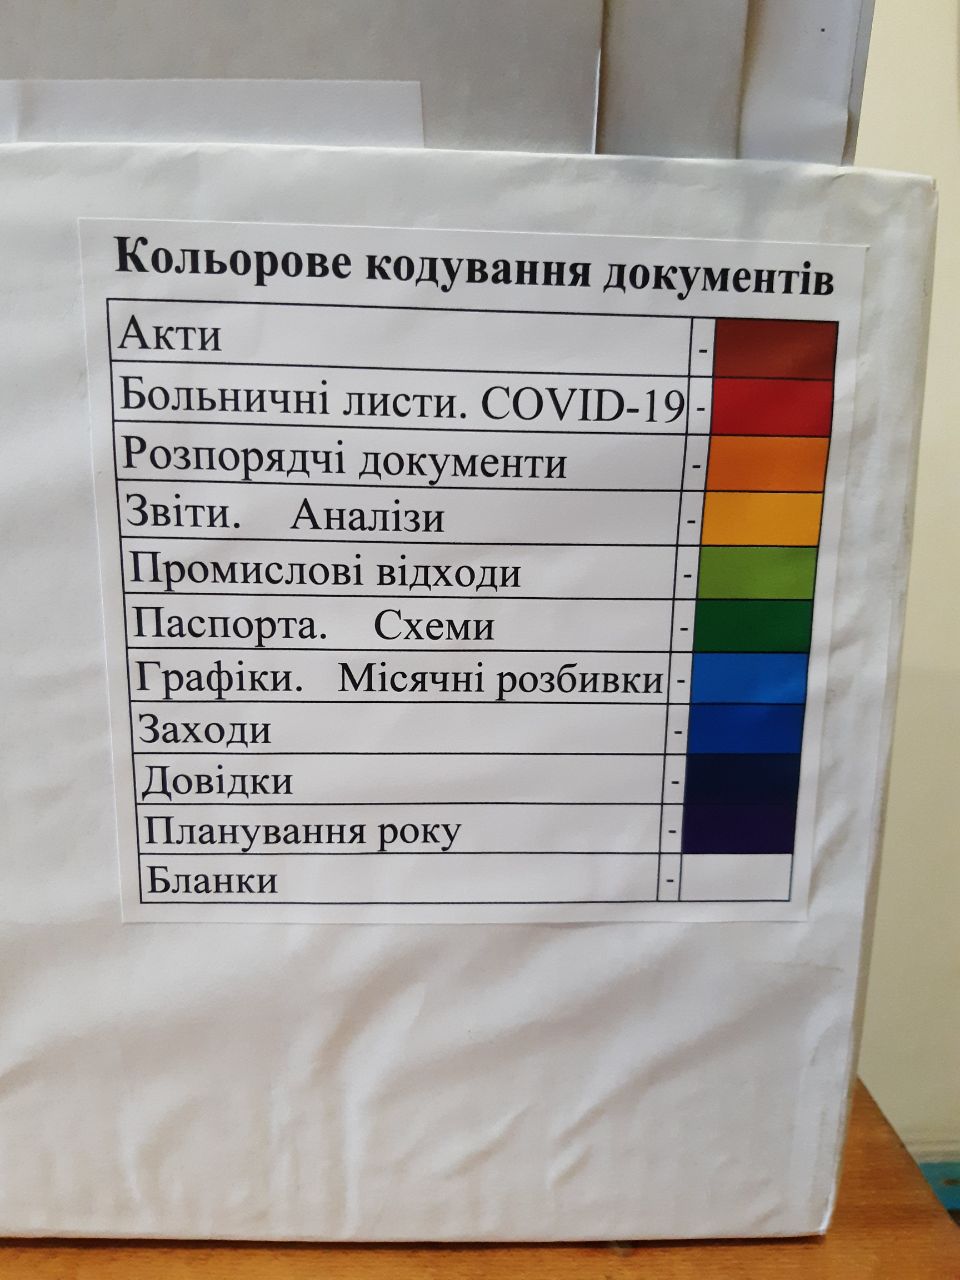 Кольорове кодування документів
Акти -
Больничні листи. COVID-19 -
Розпорядчі документи -
Звіти. Аналізи -
Промислові відходи -
Паспорта. Схеми -
Графіки. Місячні розбивки -
Заходи -
Довідки -
Планування року -
Бланки -